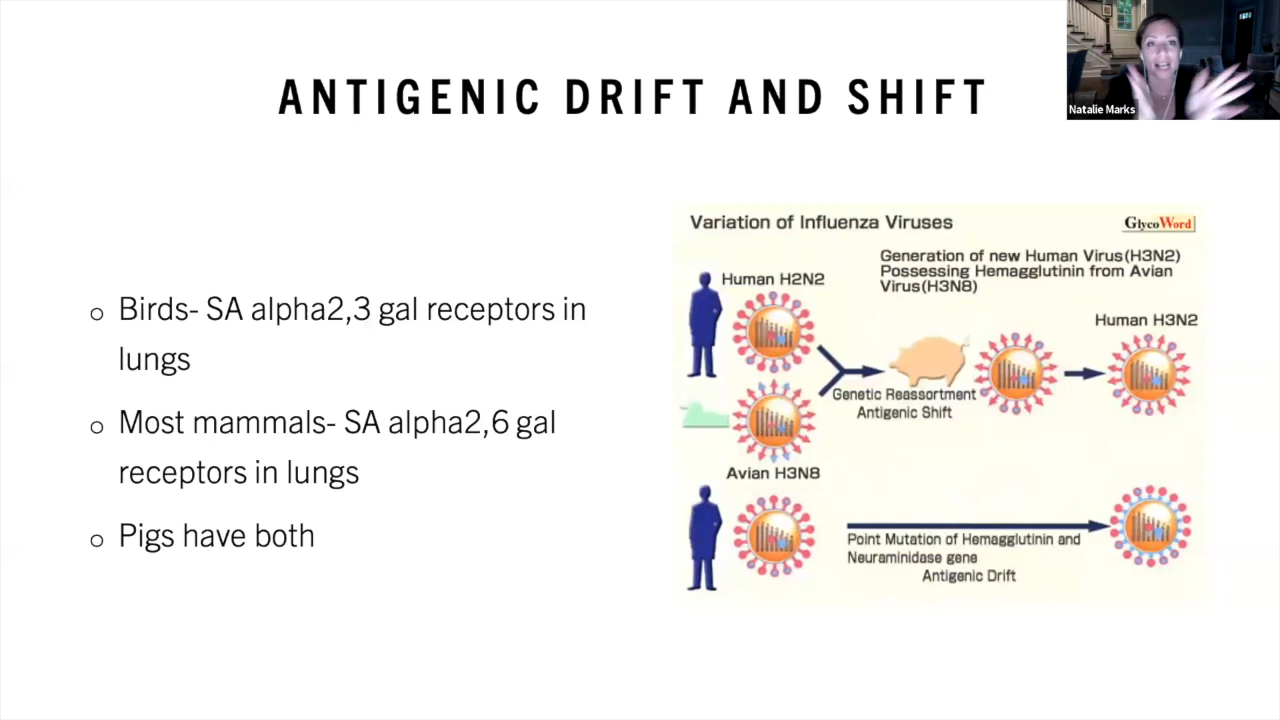 ANTIGENIC DRIFT AND SHIFT
Natalie Marks
Birds- SA alpha2,3 gal receptors in
lungs
Most mammals- SA alpha2,6 gal
receptors in lungs
Pigs have both
Variation of Influenza Viruses
GlycoWord
Generation of new Human Virus(H3N2)
Possessing Hemagglutinin from Avian
Virus(H3N8)
Human H2N2
Human H3N2
Genetic Reassortment
Antigenic Shift
Avian H3N8
Point Mutation of Hemagglutinin and
Neuraminidase gene
Antigenic Drift